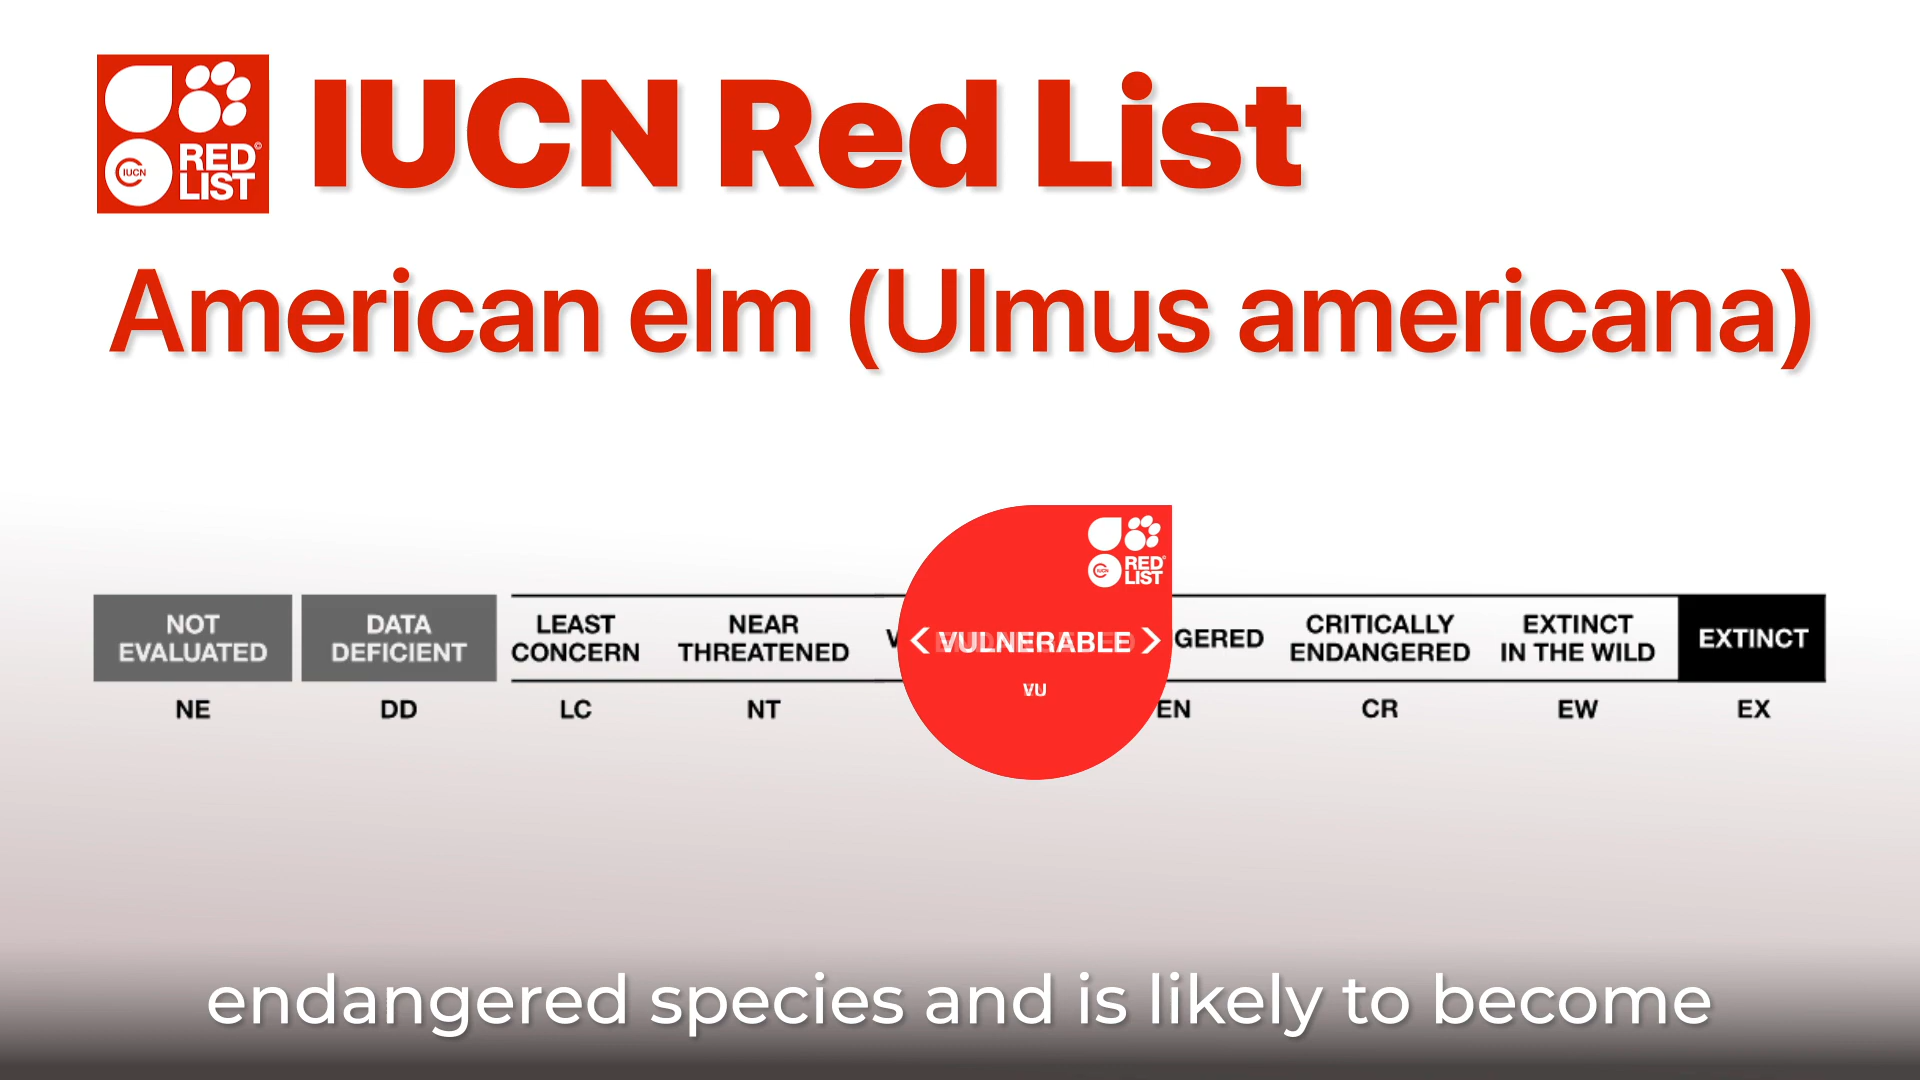 IUCN RED LIST
IUCN Red List
American elm (Ulmus americana)
RED LIST
NOT EVALUATED
DATA DEFICIENT
LEAST CONCERN
NEAR THREATENED
< VULNERABLE >
GERED
CRITICALLY ENDANGERED
EXTINCT IN THE WILD
EXTINCT
NE
DD
LC
NT
VU
EN
CR
EW
EX
endangered species and is likely to become